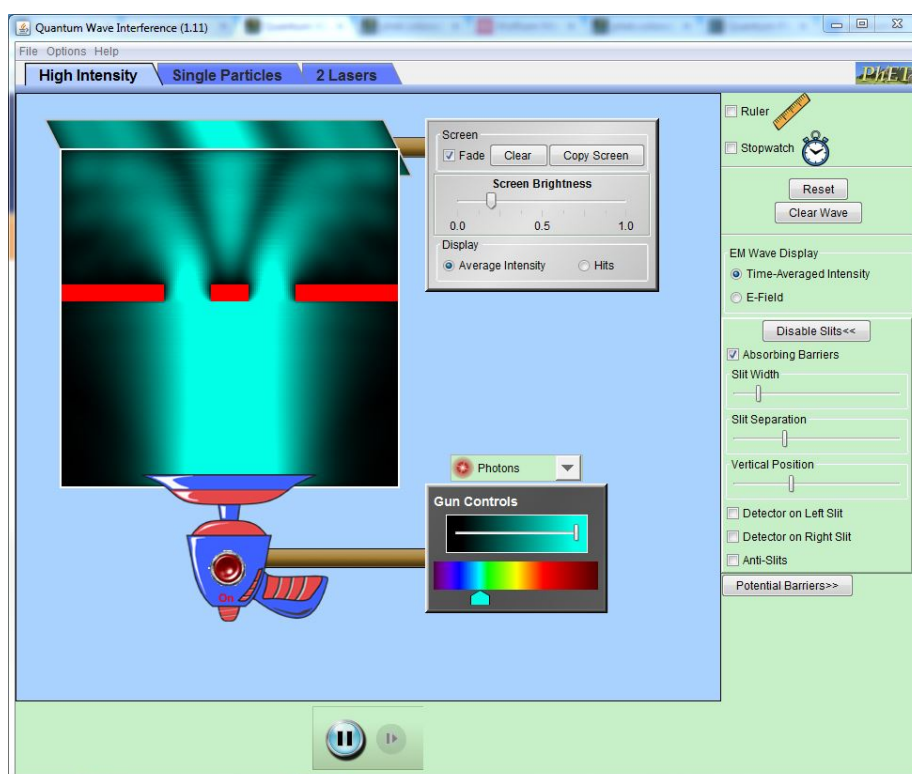 Quantum Wave Interference (1.11)
File Options Help
High Intensity Single Particles 2 Lasers
PhET
Ruler
Stopwatch
Reset
Clear Wave
Screen
Fade Clear Copy Screen
Screen Brightness
0.0 0.5 1.0
Display
Average Intensity Hits
EM Wave Display
Time-Averaged Intensity
E-Field
Disable Slits<<
Absorbing Barriers
Slit Width
Slit Separation
Vertical Position
Detector on Left Slit
Detector on Right Slit
Anti-Slits
Potential Barriers>>
Photons
Gun Controls
On